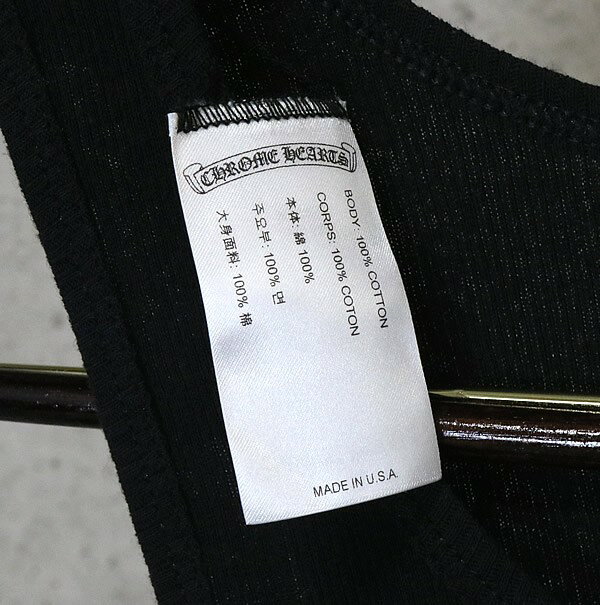 CHROME HEARTS
BODY: 100% COTTON
CORPS: 100% COTON
本体: 綿 100%
주요부: 100% 면
大身面料: 100% 棉
MADE IN U.S.A.